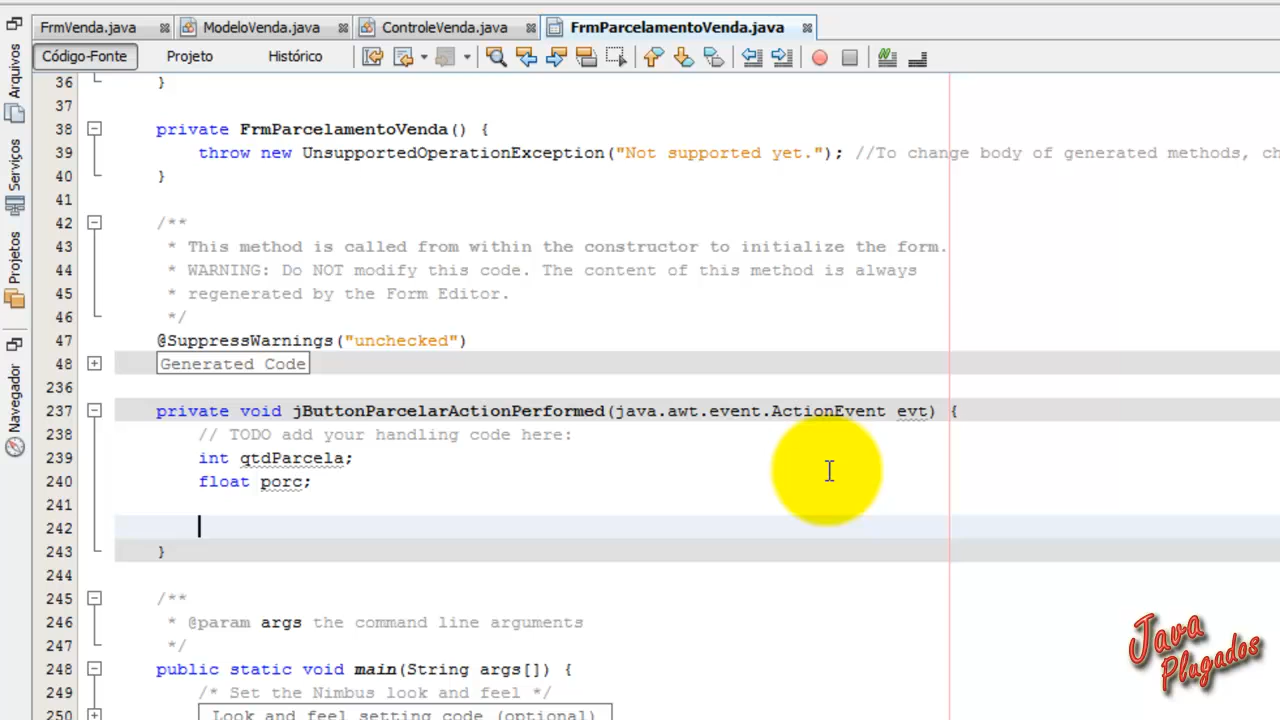 FrmVenda.java ModeloVenda.java ControleVenda.java FrmParcelamentoVenda.java
Código-Fonte Projeto Histórico
Arquivos
Serviços
Projetos
Navegador
36 }
37
38 private FrmParcelamentoVenda() {
39 throw new UnsupportedOperationException("Not supported yet."); //To change body of generated methods, ch
40 }
41
42 /**
43 * This method is called from within the constructor to initialize the form.
44 * WARNING: Do NOT modify this code. The content of this method is always
45 * regenerated by the Form Editor.
46 */
47 @SuppressWarnings("unchecked")
48 Generated Code
236
237 private void jButtonParcelarActionPerformed(java.awt.event.ActionEvent evt) {
238 // TODO add your handling code here:
239 int qtdParcela;
240 float porc;
241
242
243 }
244
245 /**
246 * @param args the command line arguments
247 */
248 public static void main(String args[]) {
249 /* Set the Nimbus look and feel */
250 Look and feel setting code (optional)
Java
Plugados